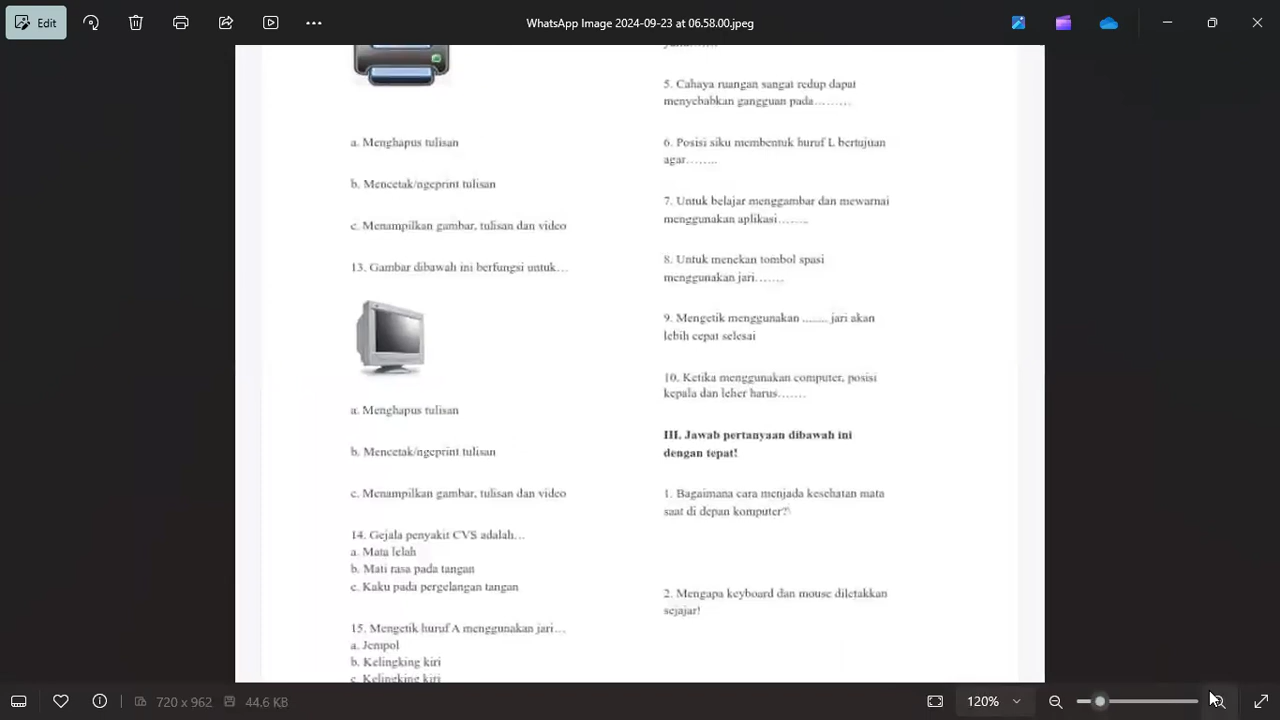 Edit
WhatsApp Image 2024-09-23 at 06.58.00.jpeg
a. Menghapus tulisan
b. Mencetak/ngeprint tulisan
c. Menampilkan gambar, tulisan dan video
13. Gambar dibawah ini berfungsi untuk…
a. Menghapus tulisan
b. Mencetak/ngeprint tulisan
c. Menampilkan gambar, tulisan dan video
14. Gejala penyakit CVS adalah…
a. Mata lelah
b. Mati rasa pada tangan
c. Kaku pada pergelangan tangan
15. Mengetik huruf A menggunakan jari…
a. Jempol
b. Kelingking kiri
c. Kelingking kiri
5. Cahaya ruangan sangat redup dapat
menyebabkan gangguan pada………
6. Posisi siku membentuk huruf L bertujuan
agar……..
7. Untuk belajar menggambar dan mewarnai
menggunakan aplikasi……..
8. Untuk menekan tombol spasi
menggunakan jari…….
9. Mengetik menggunakan ........ jari akan
lebih cepat selesai
10. Ketika menggunakan computer, posisi
kepala dan leher harus…….
III. Jawab pertanyaan dibawah ini
dengan tepat!
1. Bagaimana cara menjada kesehatan mata
saat di depan komputer?
2. Mengapa keyboard dan mouse diletakkan
sejajar!
720 x 962
44.6 KB
120%